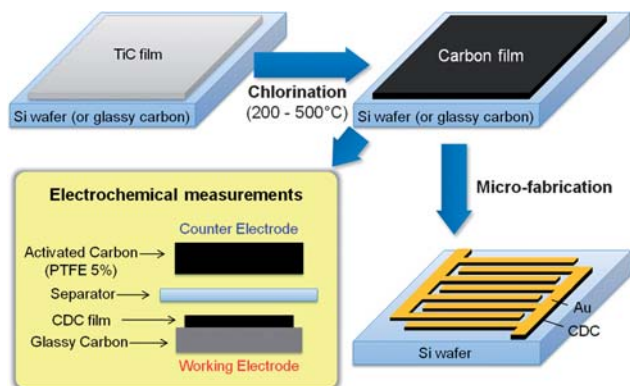 TiC film
Si wafer (or glassy carbon)
Chlorination
(200 - 500°C)
Carbon film
Si wafer (or glassy carbon)
Micro-fabrication
Electrochemical measurements
Counter Electrode
Activated Carbon
(PTFE 5%)
Separator
CDC film
Glassy Carbon
Working Electrode
Au
CDC
Si wafer